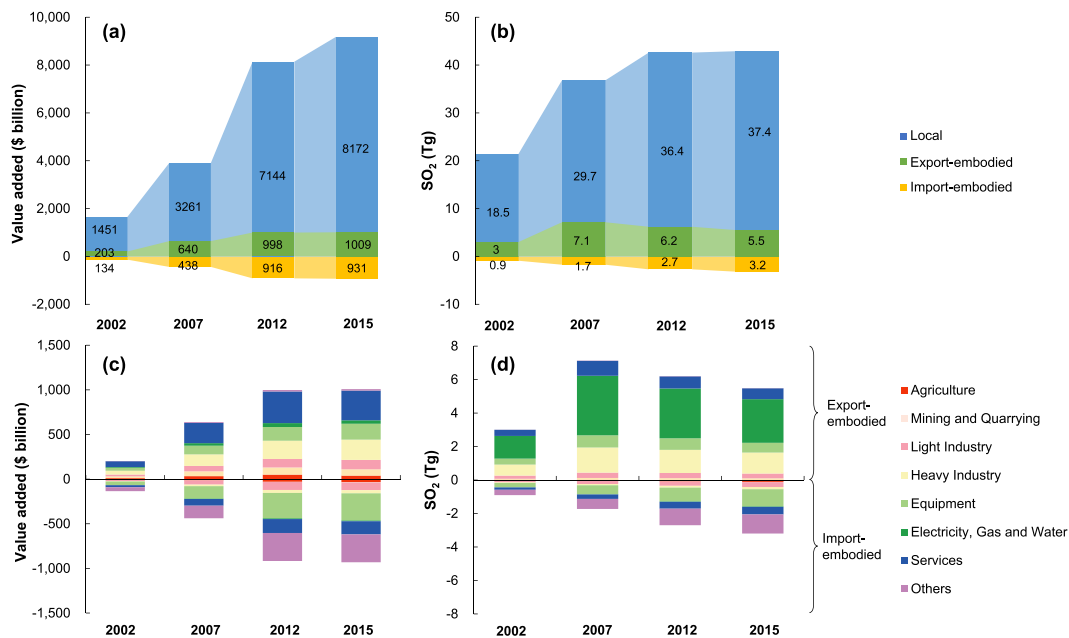 (a)
Value added ($ billion)
10,000
8,000
6,000
4,000
2,000
0
-2,000
1451
203
134
3261
640
438
7144
998
916
8172
1009
931
2002 2007 2012 2015
(b)
SO2 (Tg)
50
40
30
20
10
0
-10
18.5
3
0.9
29.7
7.1
1.7
36.4
6.2
2.7
37.4
5.5
3.2
2002 2007 2012 2015
Local
Export-embodied
Import-embodied
(c)
Value added ($ billion)
1,500
1,000
500
0
-500
-1,000
-1,500
2002 2007 2012 2015
(d)
SO2 (Tg)
8
6
4
2
0
-2
-4
-6
-8
2002 2007 2012 2015
Export-
embodied
Import-
embodied
Agriculture
Mining and Quarrying
Light Industry
Heavy Industry
Equipment
Electricity, Gas and Water
Services
Others